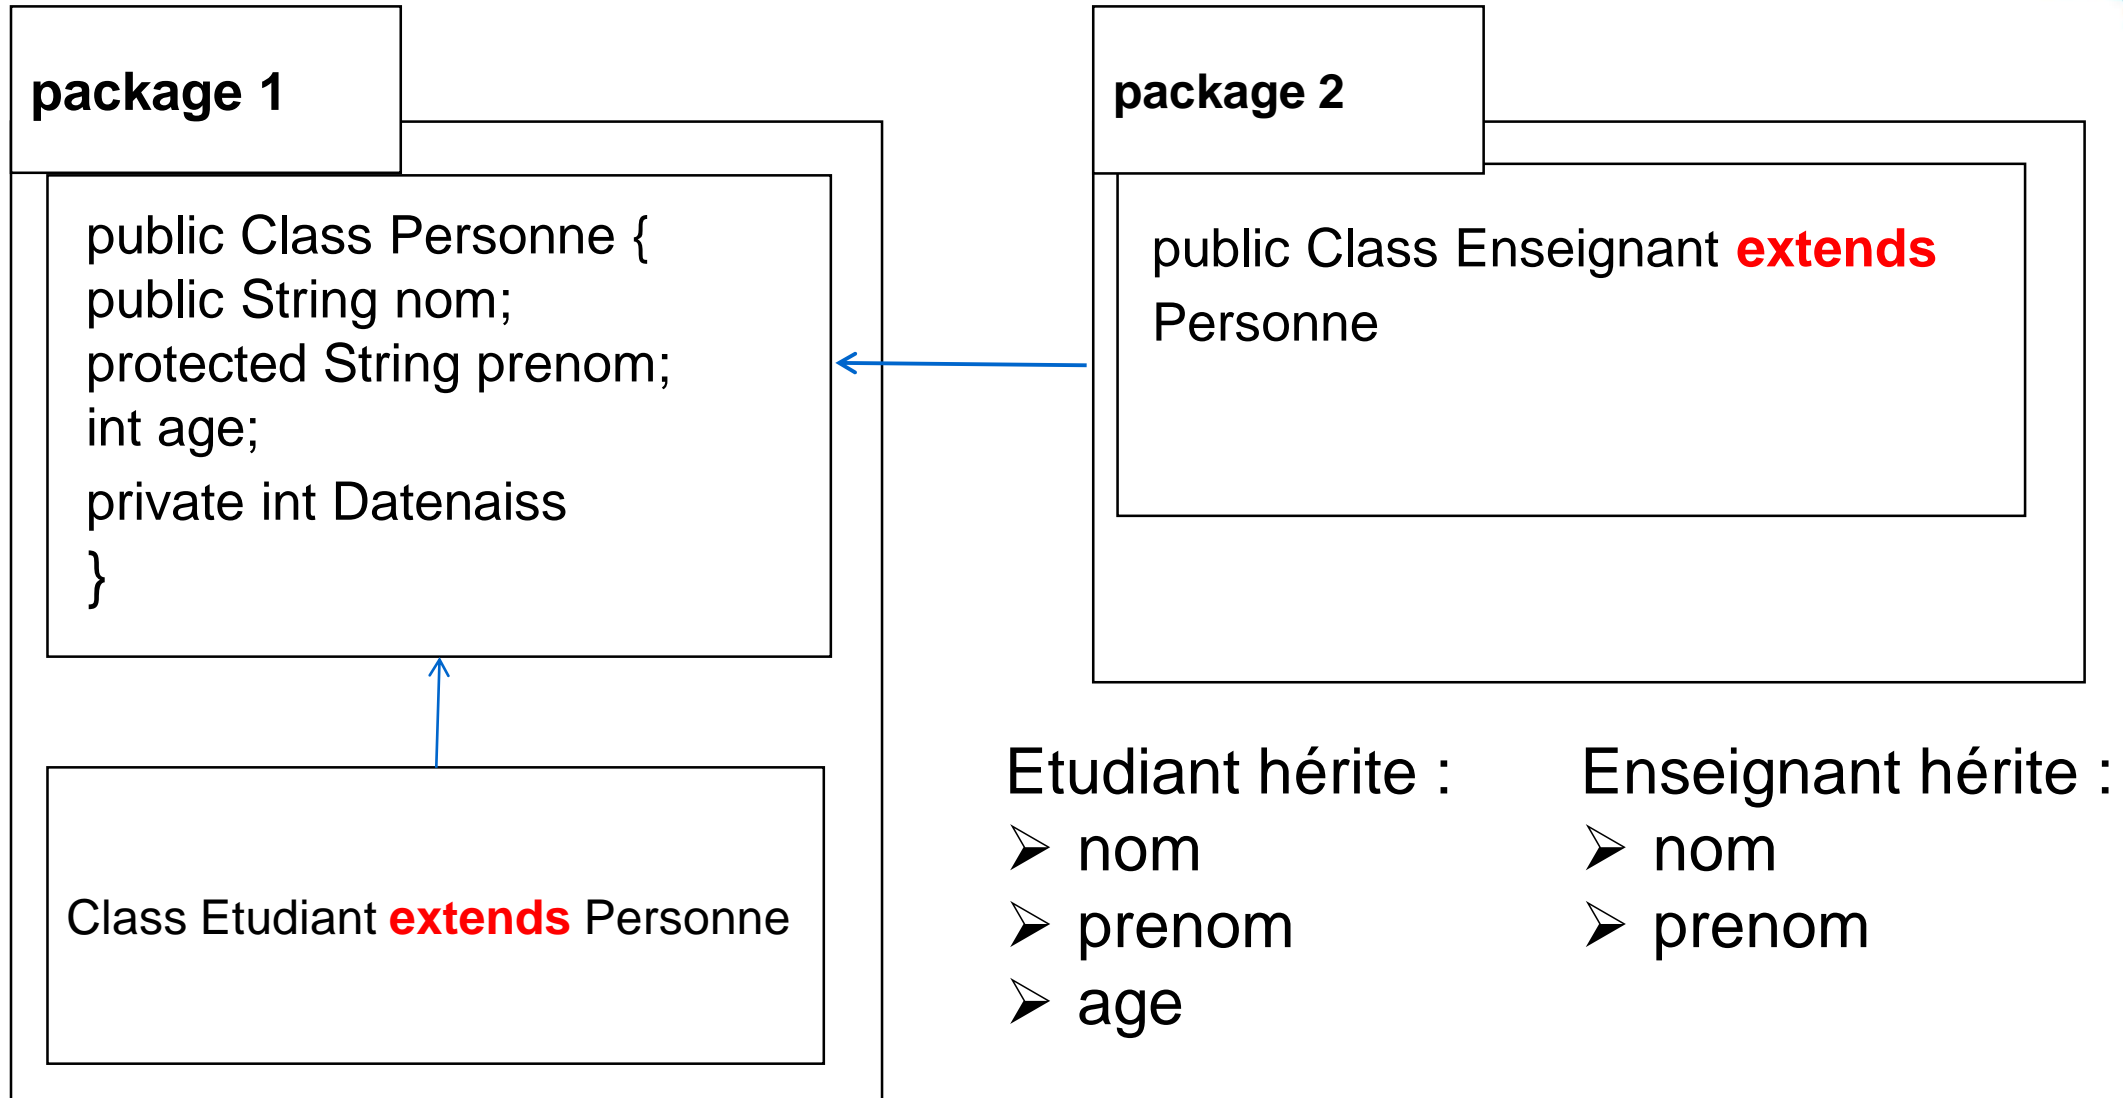 package 1
public Class Personne {
public String nom;
protected String prenom;
int age;
private int Datenaiss
}
Class Etudiant extends Personne
package 2
public Class Enseignant extends
Personne
Etudiant hérite :
➢ nom
➢ prenom
➢ age
Enseignant hérite :
➢ nom
➢ prenom